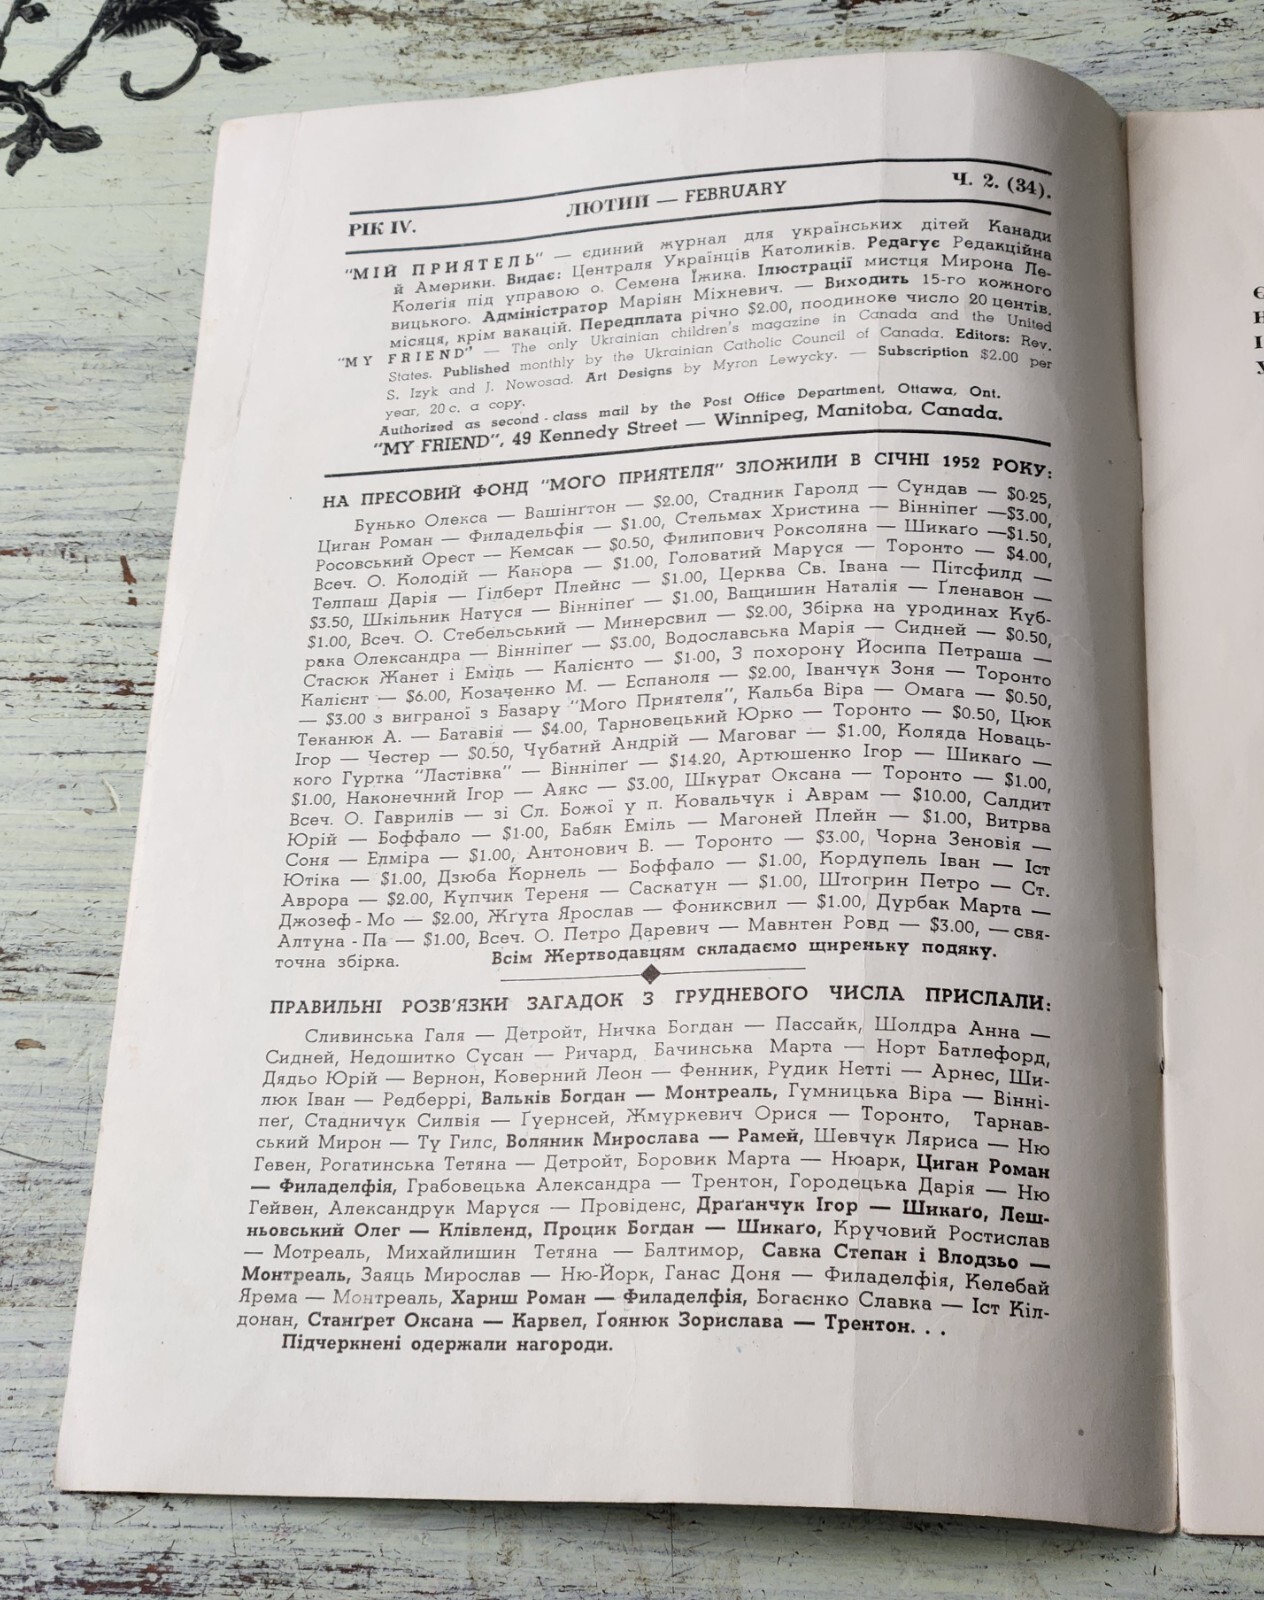 РІК IV.
ЛЮТИЙ — FEBRUARY
Ч. 2. (34).
"МІЙ ПРИЯТЕЛЬ" — єдиний журнал для українських дітей Канади
й Америки. Видає: Централя Українців Католиків. Редагує Редакційна
Колеґія під управою о. Семена Їжика. Ілюстрації мистця Мирона Ле-
вицького. Адміністратор Маріян Міхневич. — Виходить 15-го кожного
місяця, крім вакацій. Передплата річно $2.00, поодиноке число 20 центів.
"MY FRIEND" — The only Ukrainian children's magazine in Canada and the United
States. Published monthly by the Ukrainian Catholic Council of Canada. Editors: Rev.
S. Izyk and J. Nowosad. Art Designs by Myron Lewycky. — Subscription $2.00 per
year, 20 c. a copy.
Authorized as second-class mail by the Post Office Department, Ottawa, Ont.
"MY FRIEND", 49 Kennedy Street — Winnipeg, Manitoba, Canada.
НА ПРЕСОВИЙ ФОНД "МОГО ПРИЯТЕЛЯ" ЗЛОЖИЛИ В СІЧНІ 1952 РОКУ:
Бунько Олекса — Вашінґтон — $2.00, Стадник Гаролд — Сундав — $0.25,
Циган Роман — Филадельфія — $1.00, Стельмах Христина — Вінніпеґ —$3.00,
Росовський Орест — Кемсак — $0.50, Филипович Роксоляна — Шикаґо —$1.50,
Всеч. О. Колодій — Канора — $1.00, Головатий Маруся — Торонто — $4.00,
Телпаш Дарія — Ґілберт Плейнс — $1.00, Церква Св. Івана — Пітсфилд —
$3.50, Шкільник Натуся — Вінніпеґ — $1.00, Ващишин Наталія — Ґленавон —
$1.00, Всеч. О. Стебельський — Минерсвил — $2.00, Збірка на уродинах Куб-
рака Олександра — Вінніпеґ — $3.00, Водославська Марія — Сидней — $0.50,
Стасюк Жанет і Еміль — Калієнто — $1.00, З похорону Йосипа Петраша —
Калієнт — $6.00, Козаченко М. — Еспаноля — $2.00, Іванчук Зоня — Торонто
— $3.00 з виграної з Базару "Мого Приятеля", Кальба Віра — Омага — $0.50,
Теканюк А. — Батавія — $4.00, Тарновецький Юрко — Торонто — $0.50, Цюк
Ігор — Честер — $0.50, Чубатий Андрій — Маговаг — $1.00, Коляда Новаць-
кого Гуртка "Ластівка" — Вінніпеґ — $14.20, Артюшенко Ігор — Шикаґо —
$1.00, Наконечний Ігор — Аякс — $3.00, Шкурат Оксана — Торонто — $1.00,
Всеч. О. Гаврилів — зі Сл. Божої у п. Ковальчук і Аврам — $10.00, Салдит
Юрій — Боффало — $1.00, Бабяк Еміль — Магоней Плейн — $1.00, Витрва
Соня — Елміра — $1.00, Антонович В. — Торонто — $3.00, Чорна Зеновія —
Ютіка — $1.00, Дзюба Корнель — Боффало — $1.00, Кордупель Іван — Іст
Аврора — $2.00, Купчик Тереня — Саскатун — $1.00, Штогрин Петро — Ст.
Джозеф-Мо — $2.00, Жґута Ярослав — Фониксвил — $1.00, Дурбак Марта —
Алтуна-Па — $1.00, Всеч. О. Петро Даревич — Мавнтен Ровд — $3.00, — свя-
точна збірка. Всім Жертводавцям складаємо щиреньку подяку.
ПРАВИЛЬНІ РОЗВ'ЯЗКИ ЗАГАДОК З ГРУДНЕВОГО ЧИСЛА ПРИСЛАЛИ:
Сливинська Галя — Детройт, Ничка Богдан — Пассайк, Шолдра Анна —
Сидней, Недошитко Сусан — Ричард, Бачинська Марта — Норт Батлефорд,
Дядьо Юрій — Вернон, Коверний Леон — Фенник, Рудик Нетті — Арнес, Ши-
люк Іван — Редберрі, Вальків Богдан — Монтреаль, Гумницька Віра — Вінні-
пеґ, Стадничук Силвія — Ґуернсей, Жмуркевич Орися — Торонто, Тарнав-
ський Мирон — Ту Гилс, Воляник Мирослава — Рамей, Шевчук Ляриса — Ню
Гевен, Рогатинська Тетяна — Детройт, Боровик Марта — Нюарк, Циган Роман
— Филаделфія, Грабовецька Александра — Трентон, Городецька Дарія — Ню
Гейвен, Александрук Маруся — Провіденс, Драґанчук Ігор — Шикаґо, Леш-
ньовський Олег — Клівленд, Процик Богдан — Шикаґо, Кручовий Ростислав
— Мотреаль, Михайлишин Тетяна — Балтимор, Савка Степан і Влодзьо —
Монтреаль, Заяць Мирослав — Ню-Йорк, Ганас Доня — Филаделфія, Келебай
Ярема — Монтреаль, Хариш Роман — Филаделфія, Богаєнко Славка — Іст Кіл-
донан, Станґрет Оксана — Карвел, Ґоянюк Зорислава — Трентон. . .
Підчеркнені одержали нагороди.